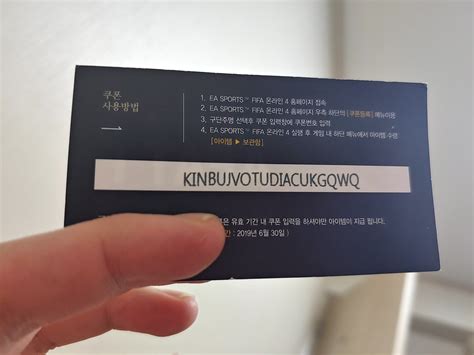 쿠폰
사용방법
1. EA SPORTS™ FIFA 온라인 4 홈페이지 접속
2. EA SPORTS™ FIFA 온라인 4 홈페이지 우측 하단의 [쿠폰등록] 메뉴이용
3. 구단주명 선택후 쿠폰 입력창에 쿠폰번호 입력
4. EA SPORTS™ FIFA 온라인 4 실행 후 게임 내 하단 메뉴에서 아이템 수령
[아이템 ▶ 보관함]
KINBUJVOTUDIACUKGQWQ
유효 기간 내 쿠폰 입력을 하셔야만 아이템이 지급 됩니다.
간 : 2019년 6월 30일 )